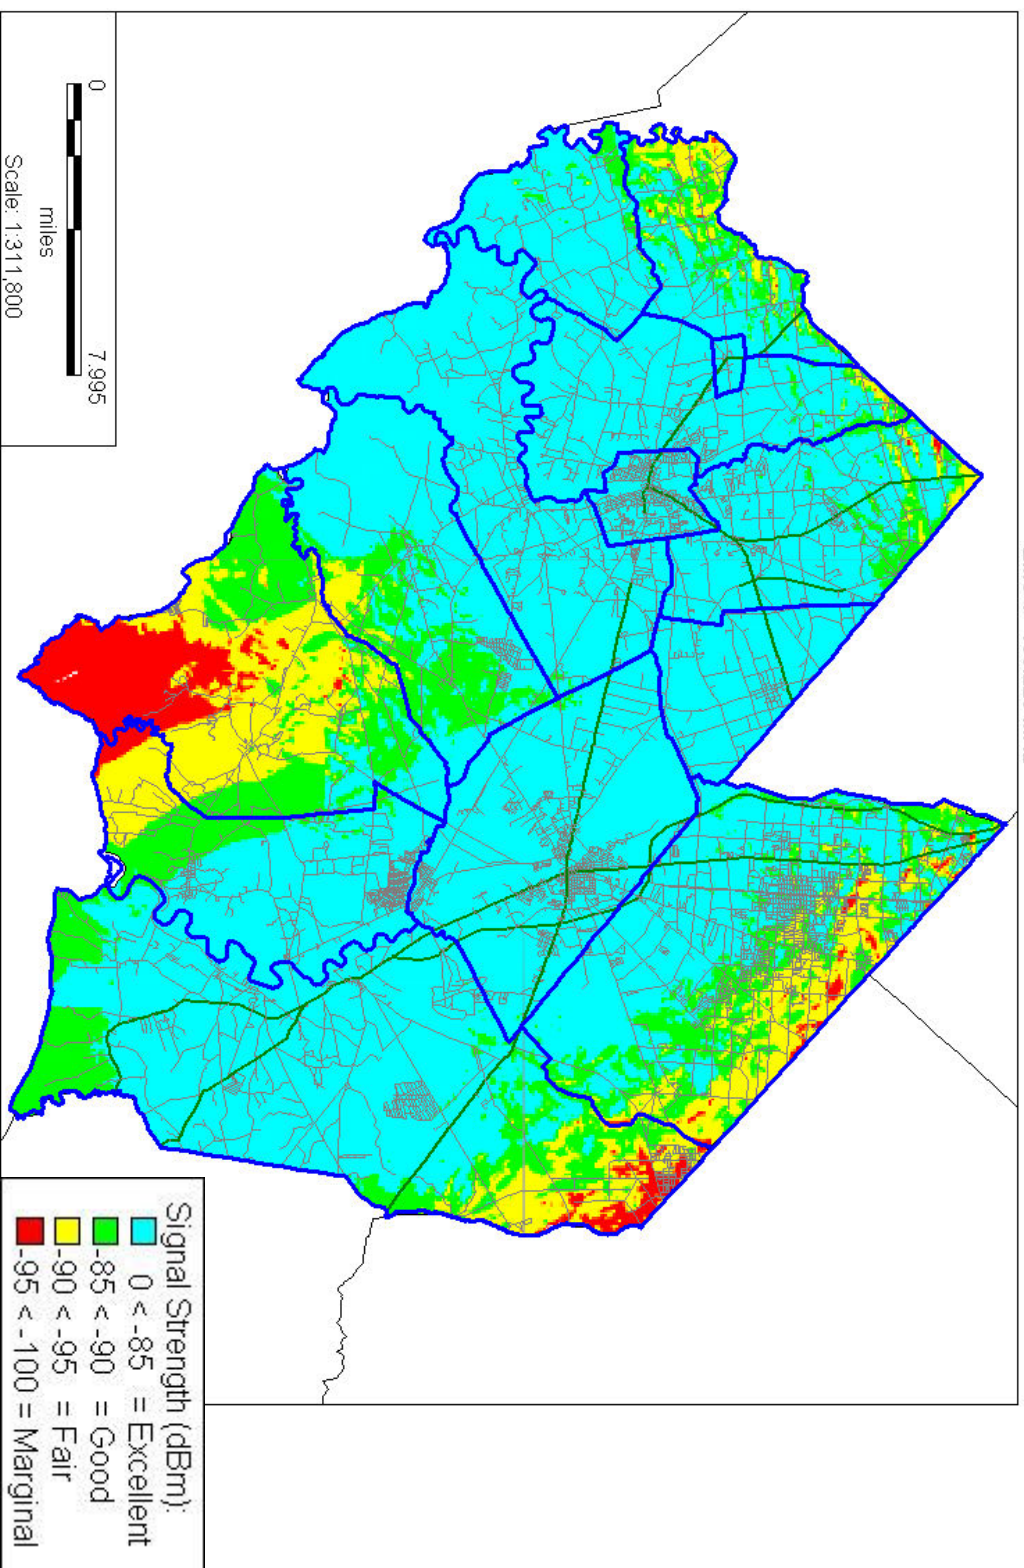 0
7.995
miles
Scale: 1:311,800
Signal Strength (dBm):
0 < -85 = Excellent
-85 < -90 = Good
-90 < -95 = Fair
-95 < -100 = Marginal